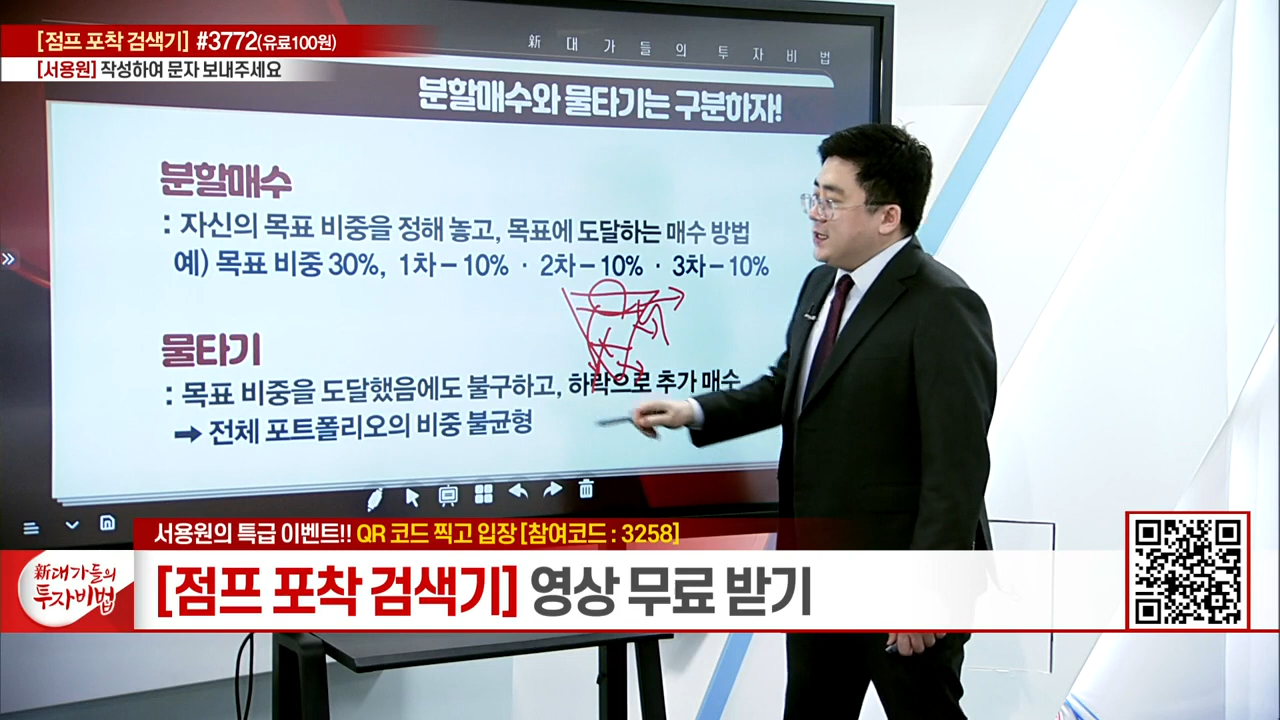 [점프 포착 검색기] #3772(유료100원)
[서용원] 작성하여 문자 보내주세요
新 대 가 들 의 투 자 비 법
분할매수와 물타기는 구분하자!
분할매수
: 자신의 목표 비중을 정해 놓고, 목표에 도달하는 매수 방법
예) 목표 비중 30%, 1차 – 10% · 2차 – 10% · 3차 – 10%
물타기
: 목표 비중을 도달했음에도 불구하고, 하락으로 추가 매수
➡ 전체 포트폴리오의 비중 불균형
서용원의 특급 이벤트!! QR 코드 찍고 입장 [참여코드 : 3258]
新대가들의
투자비법
[점프 포착 검색기] 영상 무료 받기